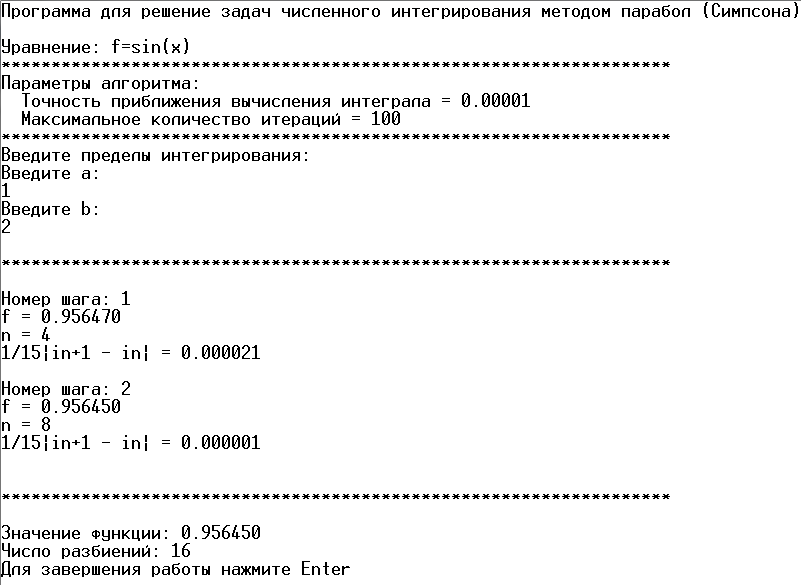 Программа для решение задач численного интегрирования методом парабол (Симпсона)
Уравнение: f=sin(x)
*******************************************************************
Параметры алгоритма:
Точность приближения вычисления интеграла = 0.00001
Максимальное количество итераций = 100
*******************************************************************
Введите пределы интегрирования:
Введите a:
1
Введите b:
2
*******************************************************************
Номер шага: 1
f = 0.956470
n = 4
1/15|in+1 - in| = 0.000021
Номер шага: 2
f = 0.956450
n = 8
1/15|in+1 - in| = 0.000001
*******************************************************************
Значение функции: 0.956450
Число разбиений: 16
Для завершения работы нажмите Enter